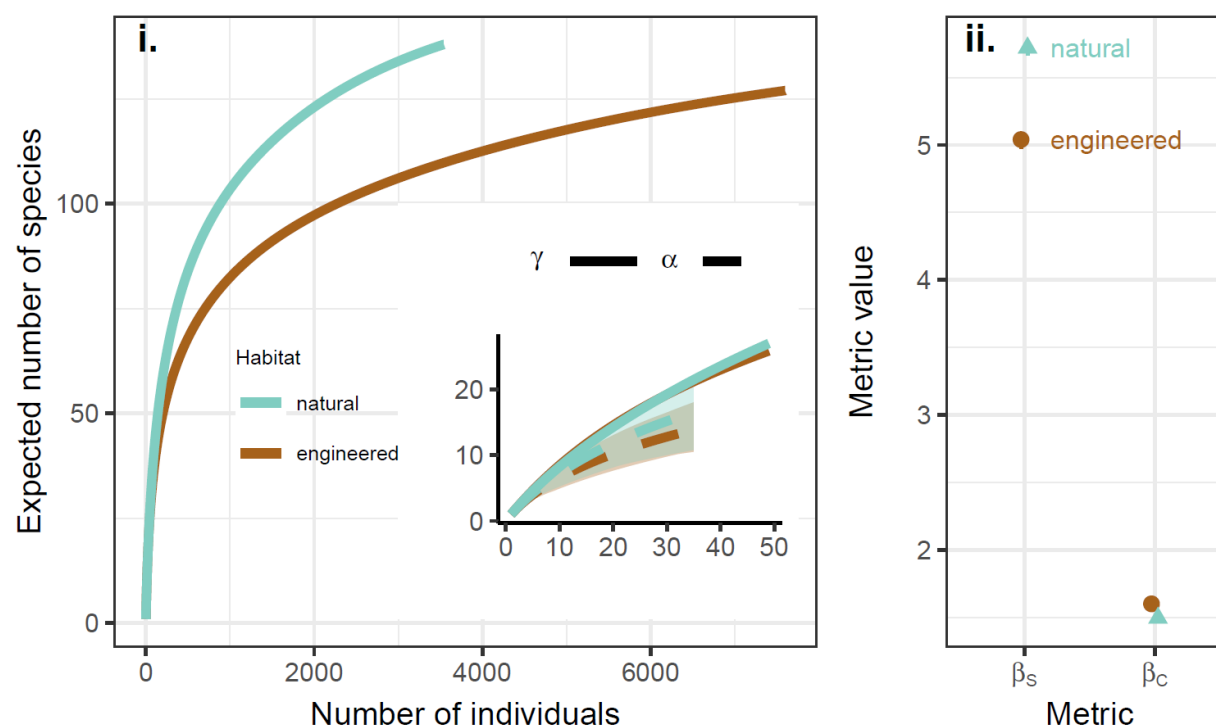 i.
Expected number of species
100
50
0
0 2000 4000 6000
Number of individuals
Habitat
natural
engineered
γ α
20
10
0
0 10 20 30 40 50
ii.
natural
engineered
Metric value
5
4
3
2
βS βC
Metric